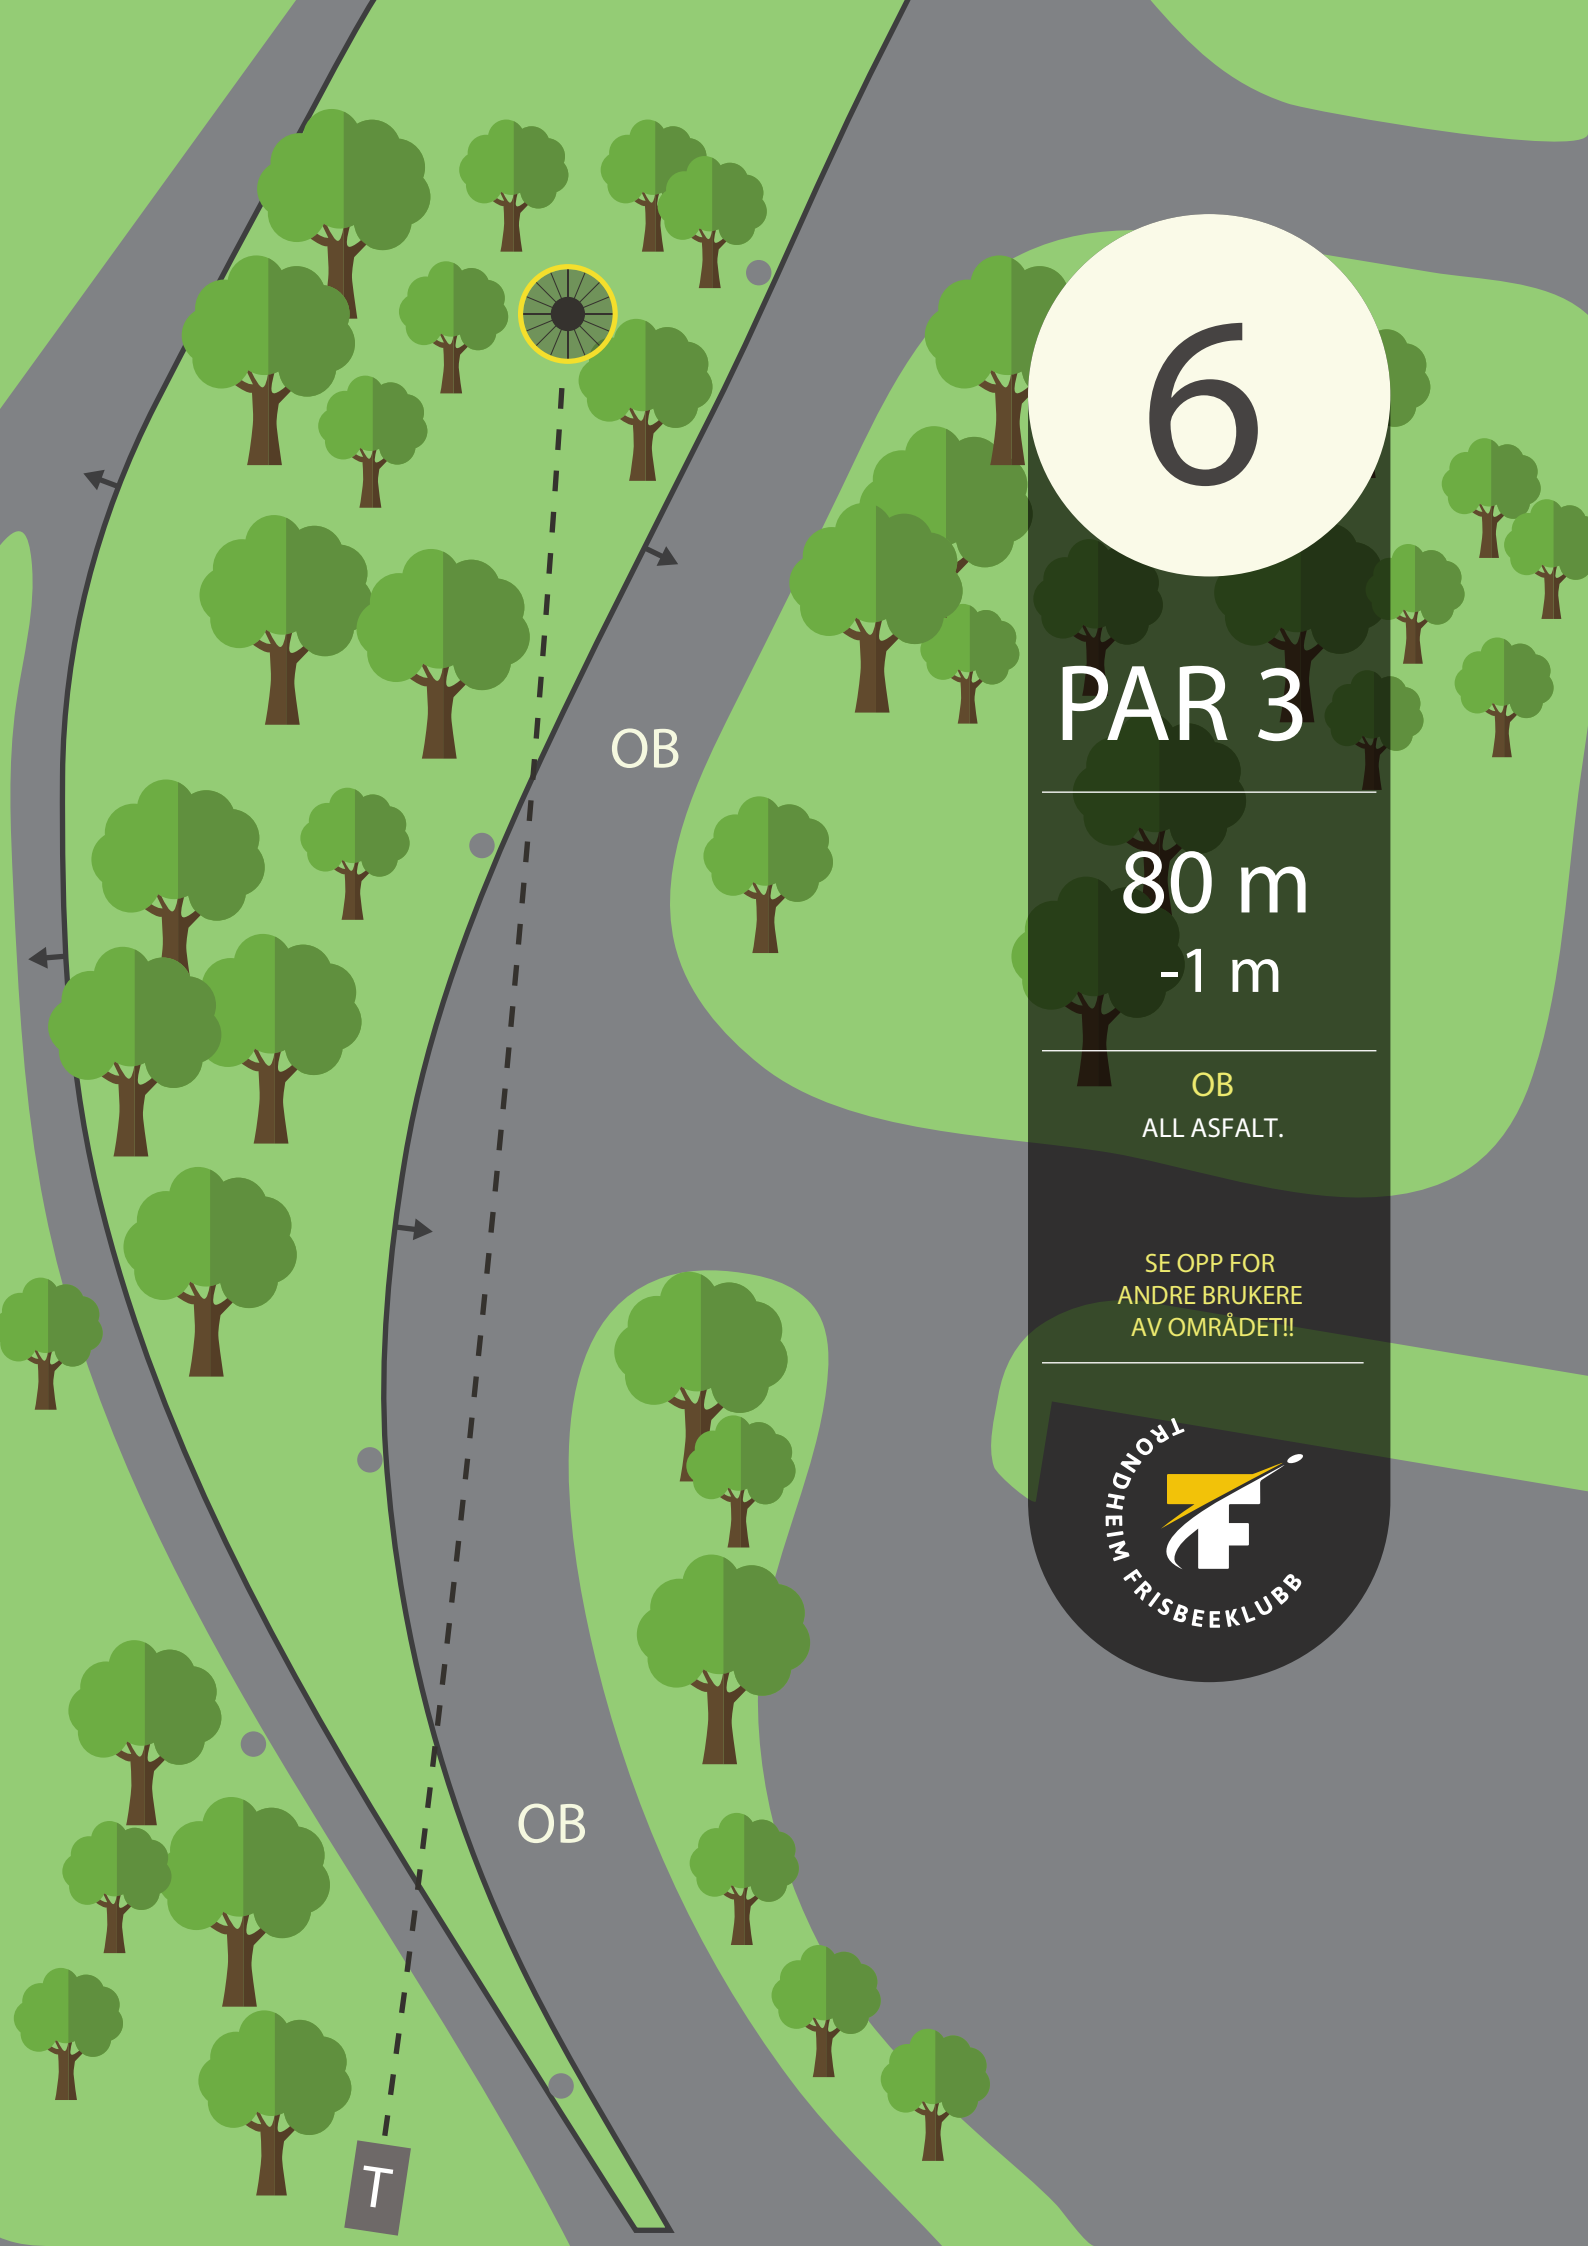 6
PAR 3
80 m
-1 m
OB
ALL ASFALT.
SE OPP FOR
ANDRE BRUKERE
AV OMRÅDET!!
TRONDHEIM FRISBEEKLUBB
TF
OB
OB
T